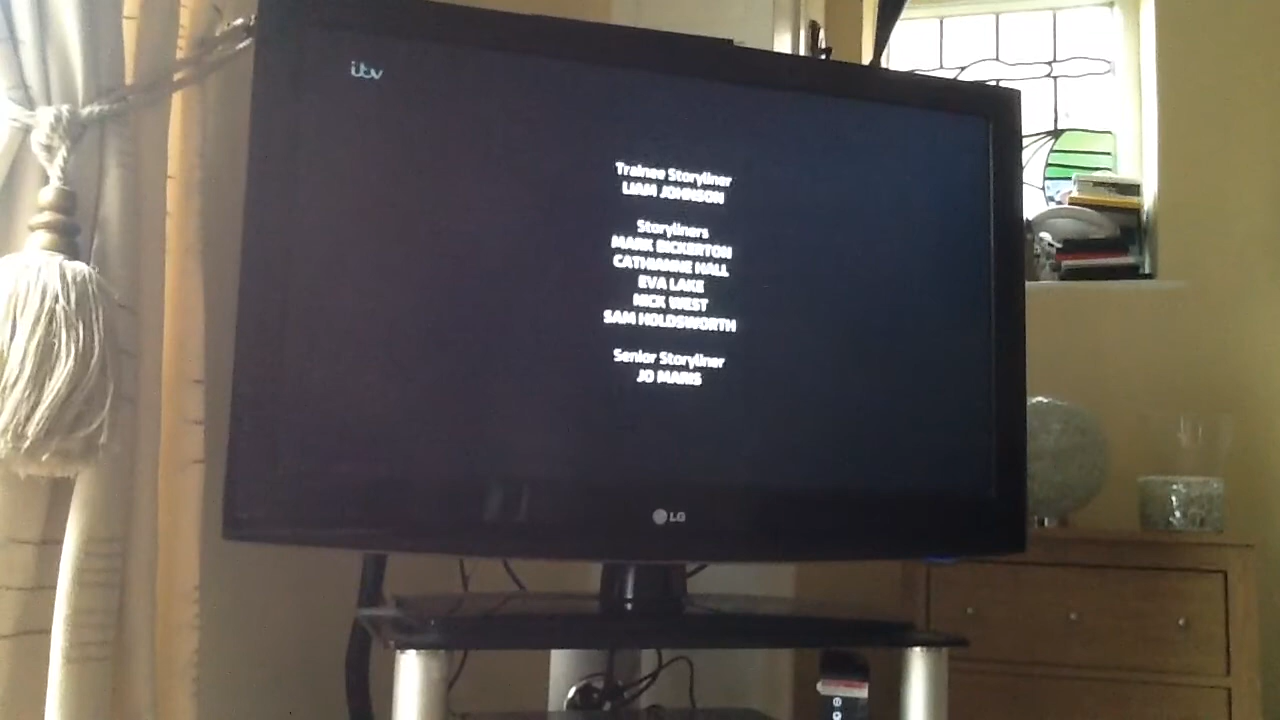 itv
Trainee Storyliner
LIAM JOHNSON
Storyliners
MARK BICKERTON
CATHIANNE HALL
EVA LAKE
NICK WEST
SAM HOLDSWORTH
Senior Storyliner
JO MARIS
LG